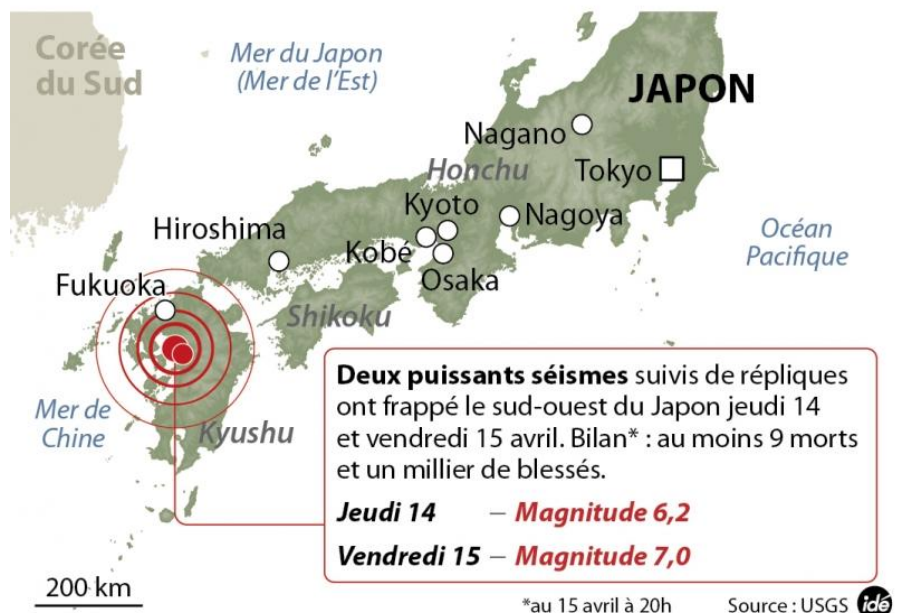 Corée
du Sud
Mer du Japon
(Mer de l'Est)
JAPON
Nagano
Honchu
Tokyo
Kyoto
Nagoya
Hiroshima
Kobé
Osaka
Océan
Pacifique
Fukuoka
Shikoku
Mer de
Chine
Kyushu
Deux puissants séismes suivis de répliques
ont frappé le sud-ouest du Japon jeudi 14
et vendredi 15 avril. Bilan* : au moins 9 morts
et un millier de blessés.
Jeudi 14 – Magnitude 6,2
Vendredi 15 – Magnitude 7,0
200 km
*au 15 avril à 20h
Source : USGS
idé